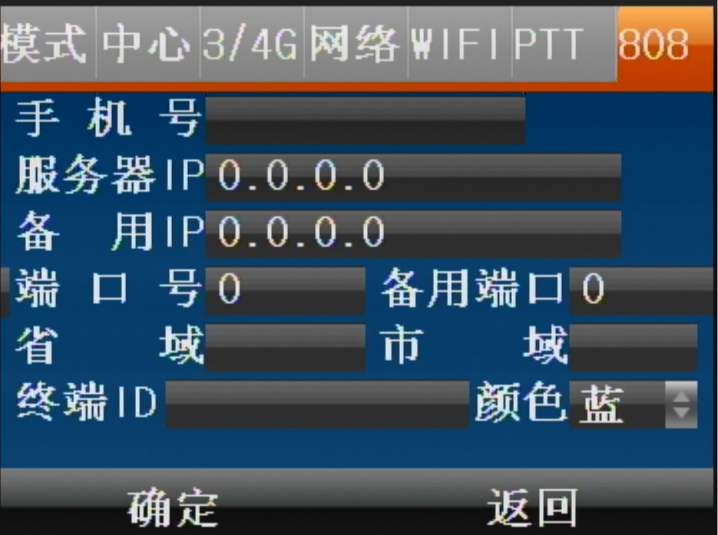 模式 中心 3/4G 网络 WIFI PTT 808
手机号
服务器IP 0.0.0.0
备用IP 0.0.0.0
端口号 0 备用端口 0
省域 市域
终端ID 颜色 蓝
确定 返回